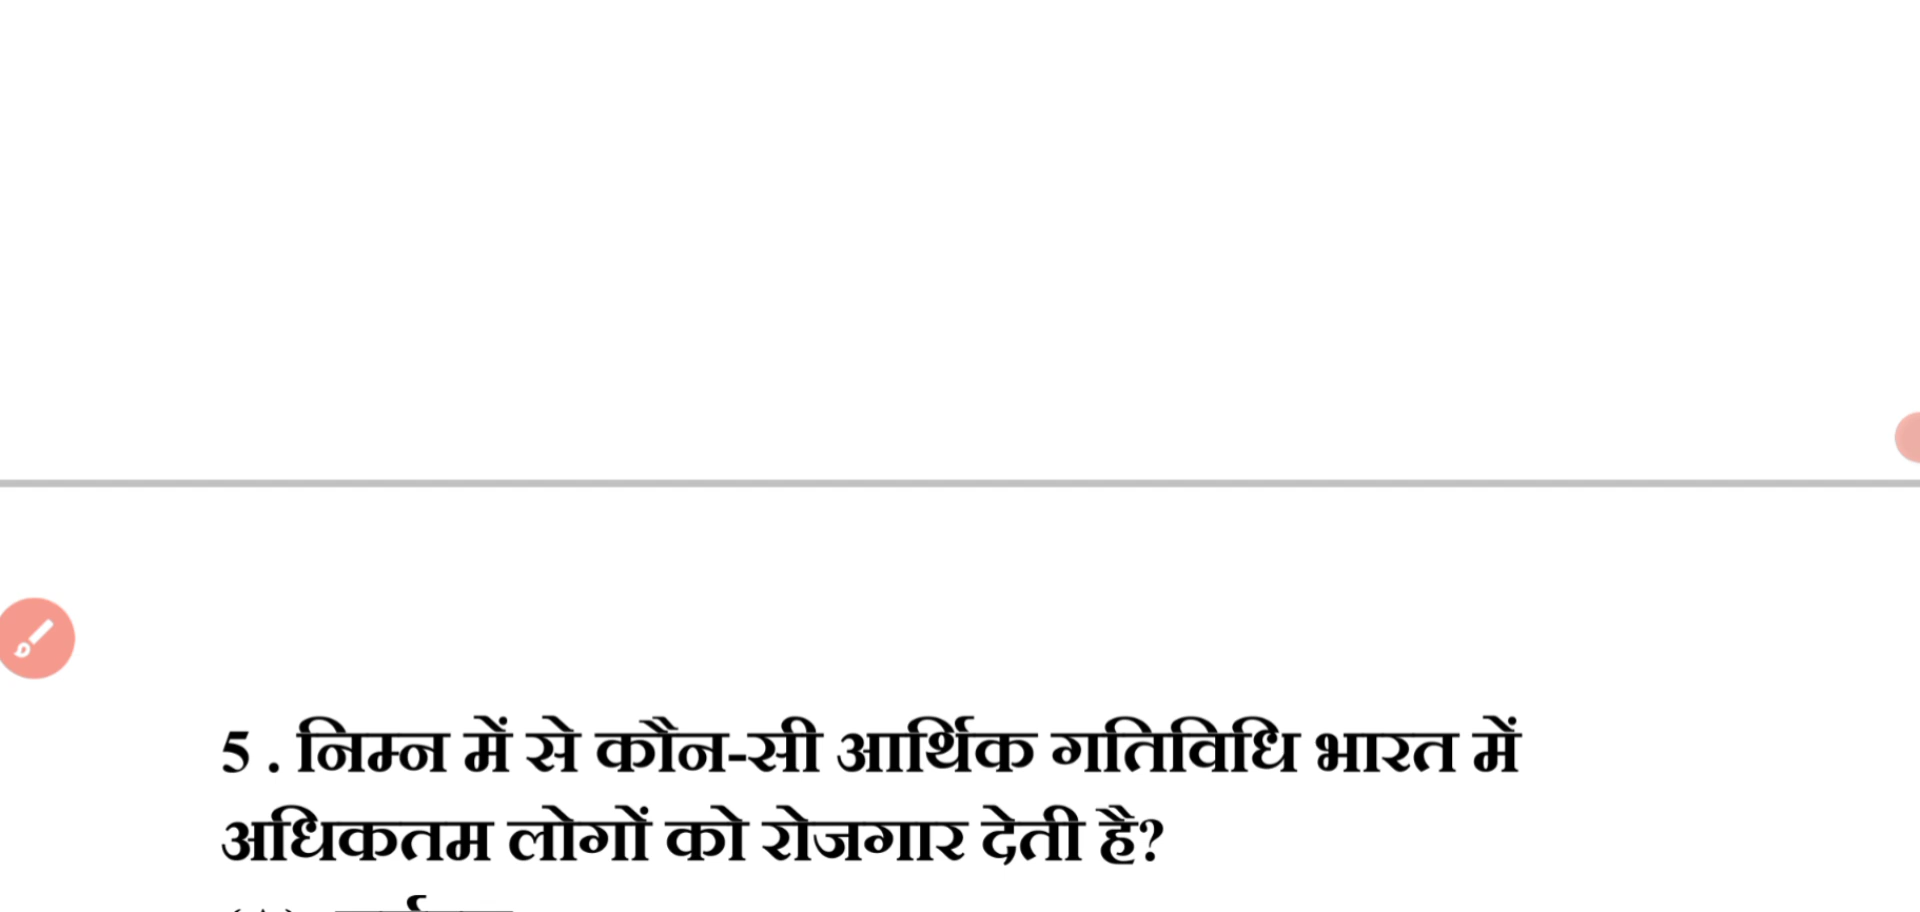 5 . निम्न में से कौन-सी आर्थिक गतिविधि भारत में
अधिकतम लोगों को रोजगार देती है?